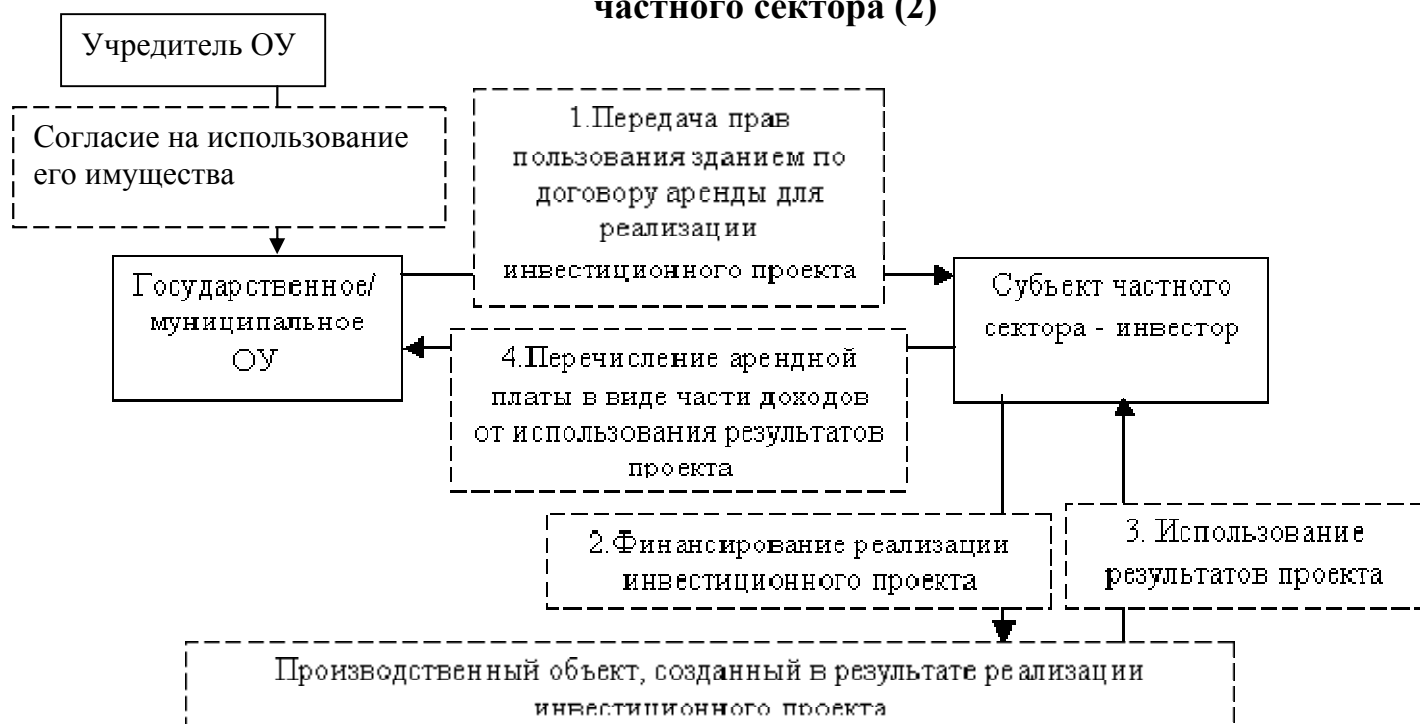 частного сектора (2)
Учредитель ОУ
Согласие на использование
его имущества
1.Передача прав
пользования зданием по
договору аренды для
реализации
инвестиционного проекта
Государственное/
муниципальное
ОУ
Субъект частного
сектора - инвестор
4.Перечисление арендной
платы в виде части доходов
от использования результатов
проекта
2.Финансирование реализации
инвестиционного проекта
3. Использование
результатов проекта
Производственный объект, созданный в результате реализации
инвестиционного проекта